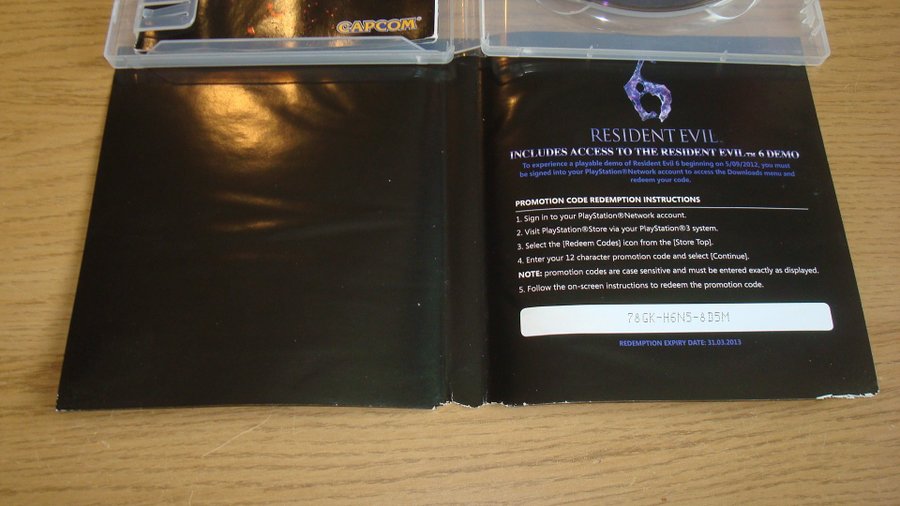 CAPCOM
6
RESIDENT EVIL™
INCLUDES ACCESS TO THE RESIDENT EVIL™ 6 DEMO
To experience a playable demo of Resident Evil 6 beginning on 5/09/2012, you must
be signed into your PlayStation®Network account to access the Downloads menu and
redeem your code.
PROMOTION CODE REDEMPTION INSTRUCTIONS
1. Sign in to your PlayStation®Network account.
2. Visit PlayStation®Store via your PlayStation®3 system.
3. Select the [Redeem Codes] icon from the [Store Top].
4. Enter your 12 character promotion code and select [Continue].
NOTE: promotion codes are case sensitive and must be entered exactly as displayed.
5. Follow the on-screen instructions to redeem the promotion code.
78GK-H6N5-8D5M
REDEMPTION EXPIRY DATE: 31.03.2013